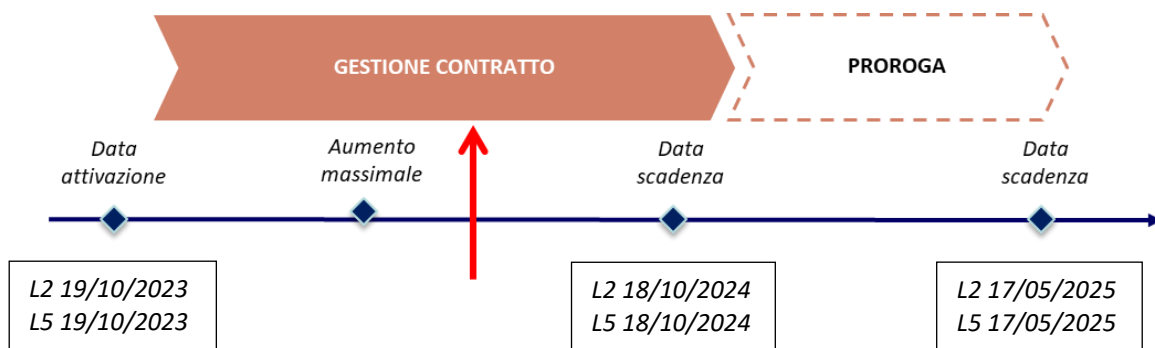 GESTIONE CONTRATTO
PROROGA
Data
attivazione
Aumento
massimale
Data
scadenza
Data
scadenza
L2 19/10/2023
L5 19/10/2023
L2 18/10/2024
L5 18/10/2024
L2 17/05/2025
L5 17/05/2025